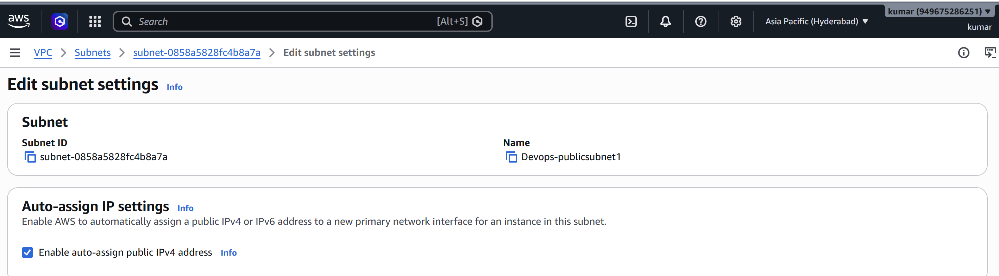 aws
Search [Alt+S]
Asia Pacific (Hyderabad)
kumar (949675286251)
kumar
VPC
Subnets
subnet-0858a5828fc4b8a7a
Edit subnet settings
Edit subnet settings Info
Subnet
Subnet ID
subnet-0858a5828fc4b8a7a
Name
Devops-publicsubnet1
Auto-assign IP settings Info
Enable AWS to automatically assign a public IPv4 or IPv6 address to a new primary network interface for an instance in this subnet.
Enable auto-assign public IPv4 address Info